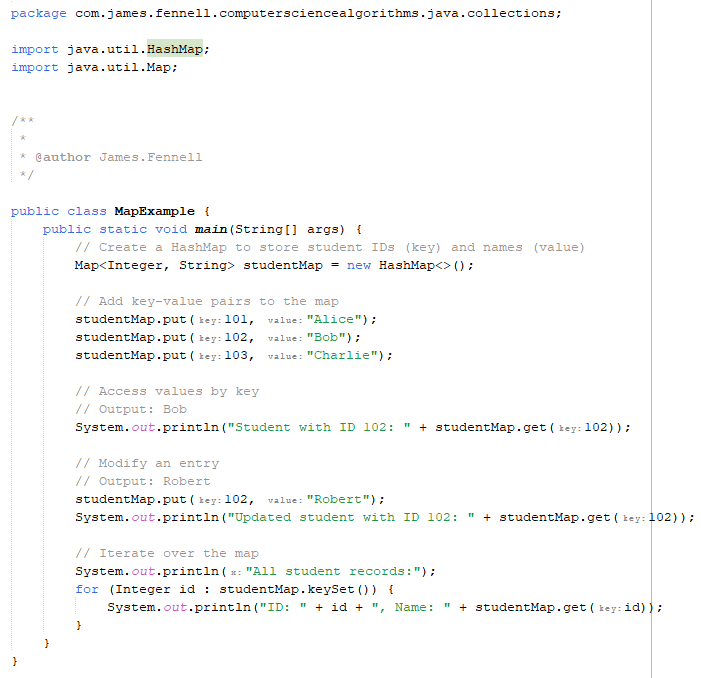 package com.james.fennell.computersciencealgorithms.java.collections;
import java.util.HashMap;
import java.util.Map;
/**
 *
 * @author James.Fennell
 */
public class MapExample {
    public static void main(String[] args) {
        // Create a HashMap to store student IDs (key) and names (value)
        Map<Integer, String> studentMap = new HashMap<>();
        // Add key-value pairs to the map
        studentMap.put( key: 101,  value: "Alice");
        studentMap.put( key: 102,  value: "Bob");
        studentMap.put( key: 103,  value: "Charlie");
        // Access values by key
        // Output: Bob
        System.out.println("Student with ID 102: " + studentMap.get( key: 102));
        // Modify an entry
        // Output: Robert
        studentMap.put( key: 102,  value: "Robert");
        System.out.println("Updated student with ID 102: " + studentMap.get( key: 102));
        // Iterate over the map
        System.out.println( x: "All student records:");
        for (Integer id : studentMap.keySet()) {
            System.out.println("ID: " + id + ", Name: " + studentMap.get( key: id));
        }
    }
}